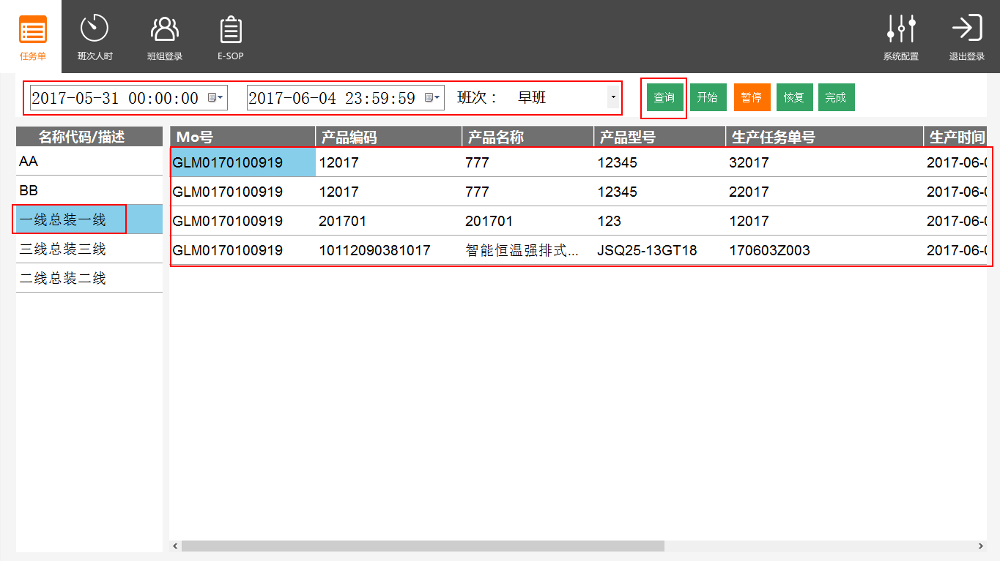 任务单 班次人时 班组登录 E-SOP 系统配置 退出登录
2017-05-31 00:00:00 2017-06-04 23:59:59 班次： 早班 查询 开始 暂停 恢复 完成
名称代码/描述 Mo号 产品编码 产品名称 产品型号 生产任务单号 生产时间
AA GLM0170100919 12017 777 12345 32017 2017-06-0
BB GLM0170100919 12017 777 12345 22017 2017-06-0
一线总装一线 GLM0170100919 201701 201701 123 12017 2017-06-0
三线总装三线 GLM0170100919 10112090381017 智能恒温强排式... JSQ25-13GT18 170603Z003 2017-06-0
二线总装二线